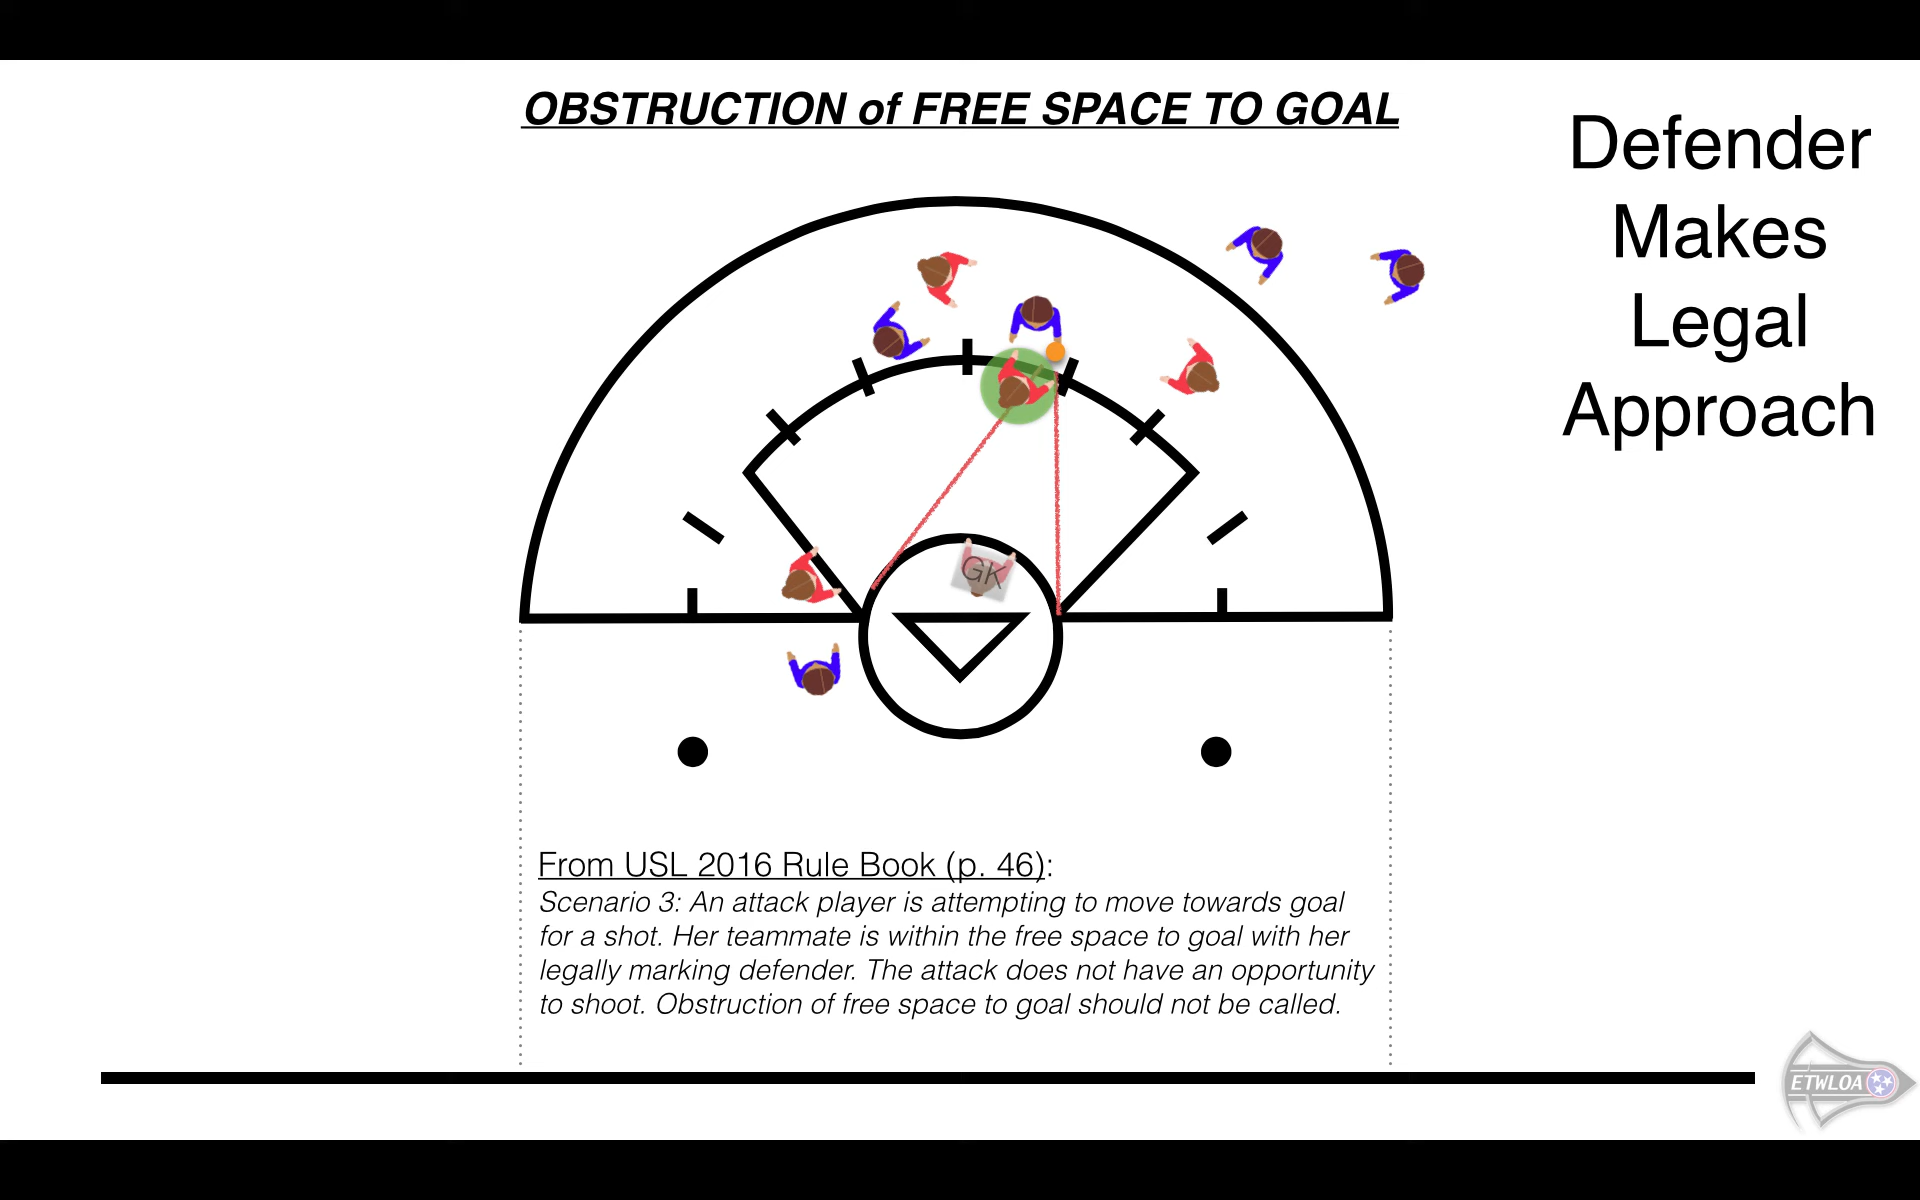 OBSTRUCTION of FREE SPACE TO GOAL
Defender
Makes
Legal
Approach
GK
From USL 2016 Rule Book (p. 46):
Scenario 3: An attack player is attempting to move towards goal
for a shot. Her teammate is within the free space to goal with her
legally marking defender. The attack does not have an opportunity
to shoot. Obstruction of free space to goal should not be called.
ETWLOA